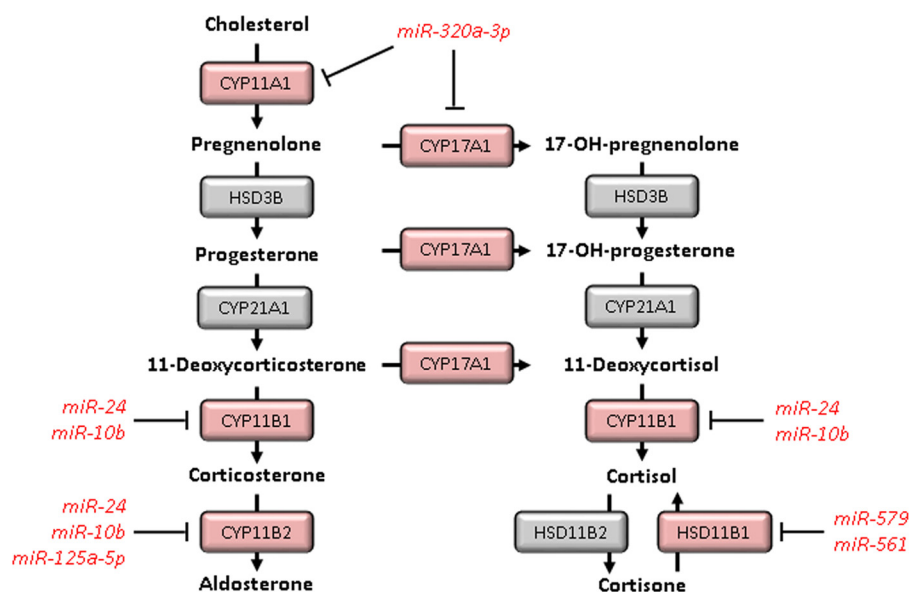 Cholesterol
miR-320a-3p
CYP11A1
Pregnenolone
CYP17A1
17-OH-pregnenolone
HSD3B
HSD3B
Progesterone
CYP17A1
17-OH-progesterone
CYP21A1
CYP21A1
11-Deoxycorticosterone
CYP17A1
11-Deoxycortisol
miR-24
miR-10b
CYP11B1
CYP11B1
miR-24
miR-10b
Corticosterone
Cortisol
miR-24
miR-10b
miR-125a-5p
CYP11B2
HSD11B2
HSD11B1
miR-579
miR-561
Aldosterone
Cortisone